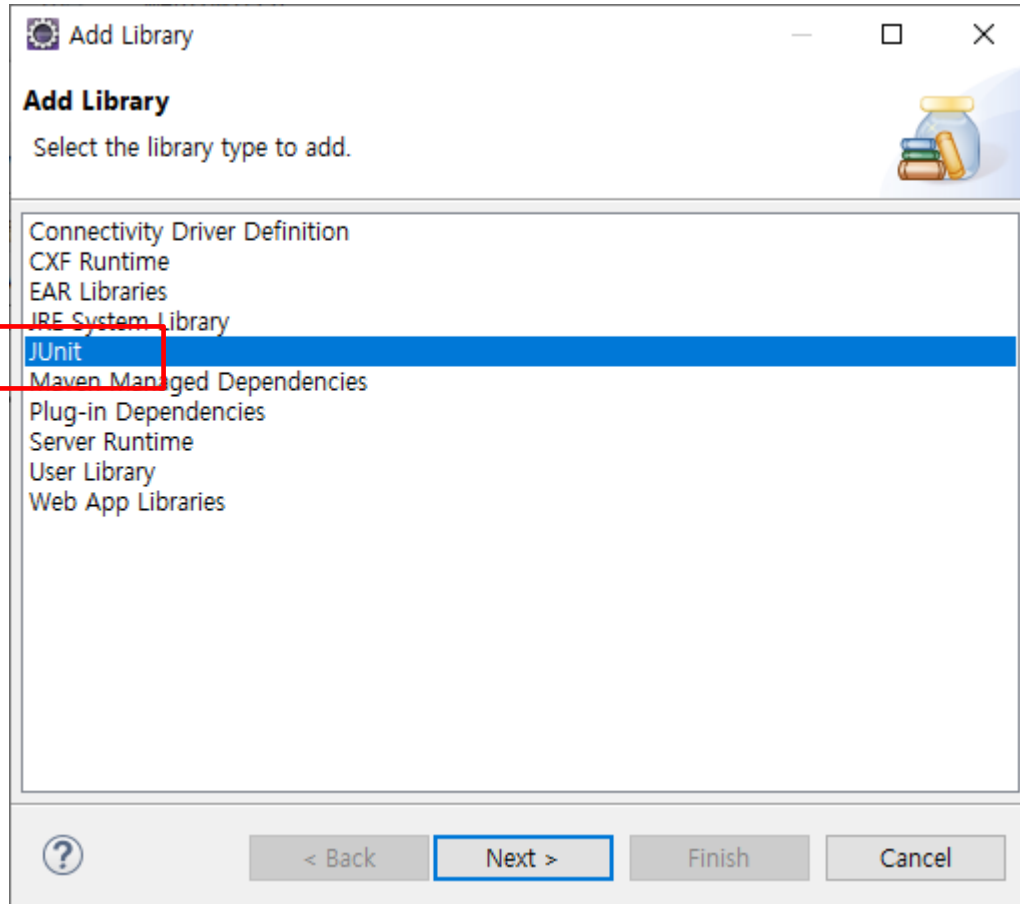 Add Library
Add Library
Select the library type to add.
Connectivity Driver Definition
CXF Runtime
EAR Libraries
JRE System Library
JUnit
Maven Managed Dependencies
Plug-in Dependencies
Server Runtime
User Library
Web App Libraries
? < Back Next > Finish Cancel